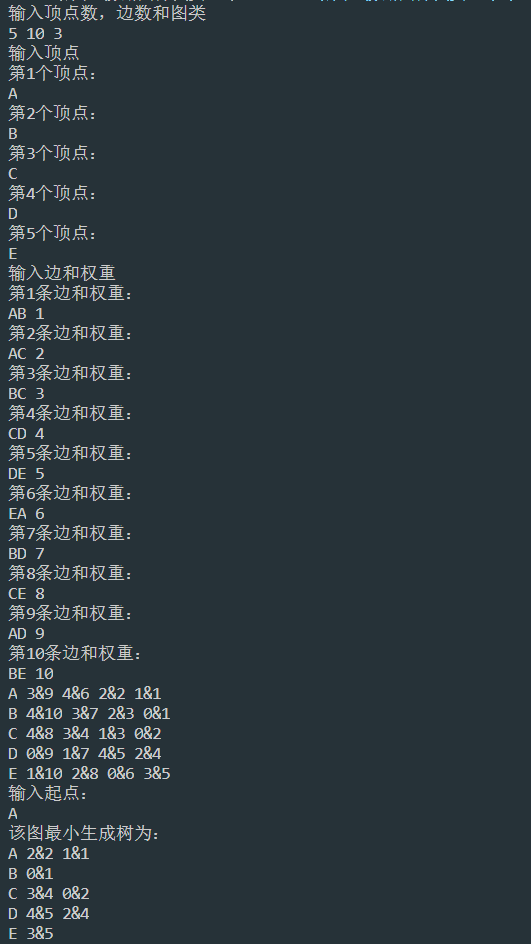 输入顶点数，边数和图类
5 10 3
输入顶点
第1个顶点：
A
第2个顶点：
B
第3个顶点：
C
第4个顶点：
D
第5个顶点：
E
输入边和权重
第1条边和权重：
AB 1
第2条边和权重：
AC 2
第3条边和权重：
BC 3
第4条边和权重：
CD 4
第5条边和权重：
DE 5
第6条边和权重：
EA 6
第7条边和权重：
BD 7
第8条边和权重：
CE 8
第9条边和权重：
AD 9
第10条边和权重：
BE 10
A 3&9 4&6 2&2 1&1
B 4&10 3&7 2&3 0&1
C 4&8 3&4 1&3 0&2
D 0&9 1&7 4&5 2&4
E 1&10 2&8 0&6 3&5
输入起点：
A
该图最小生成树为：
A 2&2 1&1
B 0&1
C 3&4 0&2
D 4&5 2&4
E 3&5